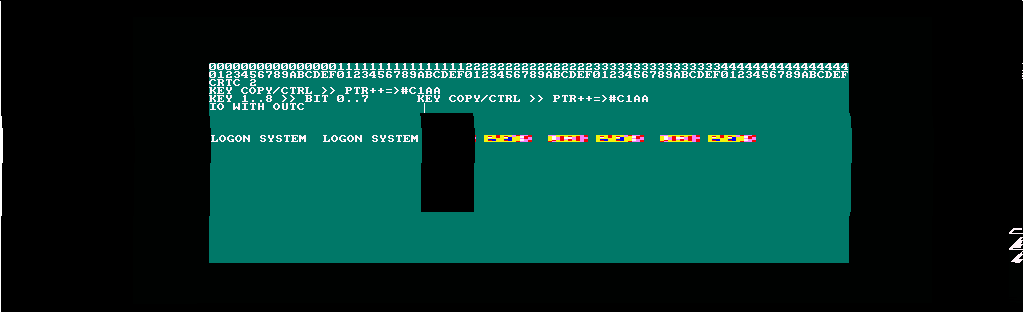 00000000000000001111111111111111222222222222222233333333333333334444444444444444
0123456789ABCDEF0123456789ABCDEF0123456789ABCDEF0123456789ABCDEF0123456789ABCDEF
CRTC 2
KEY COPY/CTRL >> PTR++=>#C1AA
KEY 1..8 >> BIT 0..7      KEY COPY/CTRL >> PTR++=>#C1AA
IO WITH OUTC
LOGON SYSTEM  LOGON SYSTEM